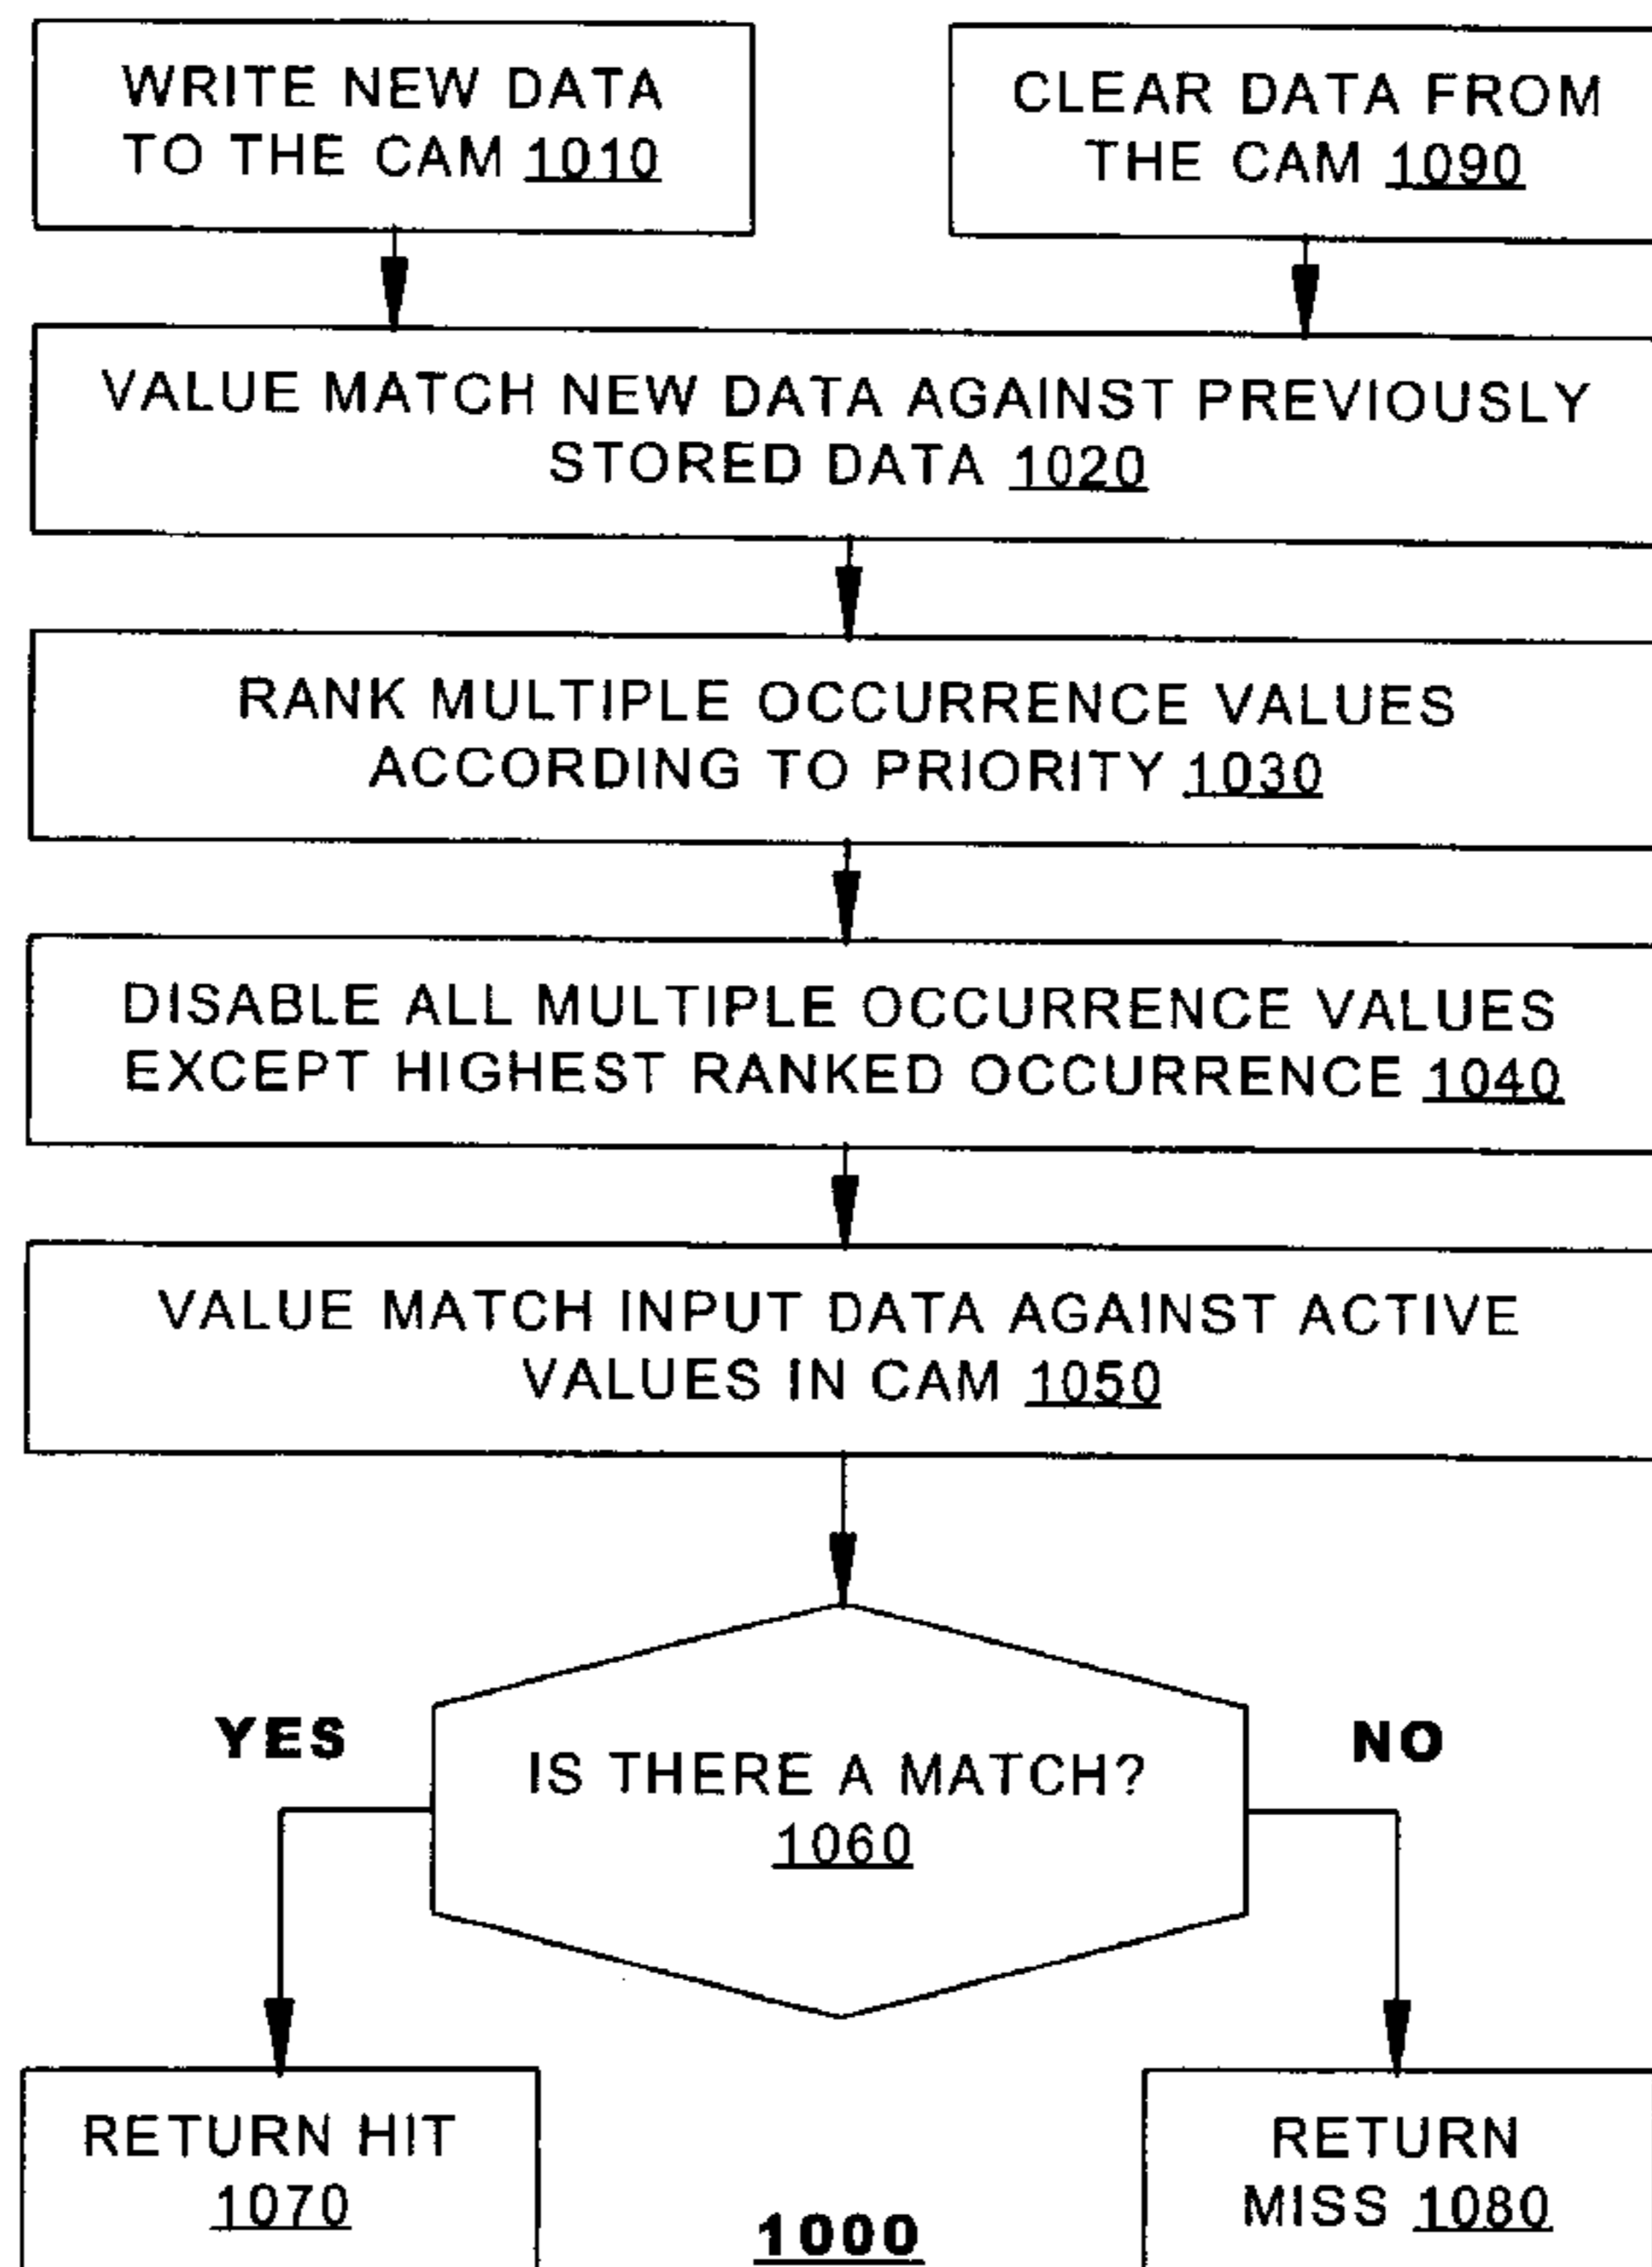 WRITE NEW DATA
TO THE CAM 1010
CLEAR DATA FROM
THE CAM 1090
VALUE MATCH NEW DATA AGAINST PREVIOUSLY
STORED DATA 1020
RANK MULTIPLE OCCURRENCE VALUES
ACCORDING TO PRIORITY 1030
DISABLE ALL MULTIPLE OCCURRENCE VALUES
EXCEPT HIGHEST RANKED OCCURRENCE 1040
VALUE MATCH INPUT DATA AGAINST ACTIVE
VALUES IN CAM 1050
YES
NO
IS THERE A MATCH?
1060
RETURN HIT
1070
RETURN
MISS 1080
1000